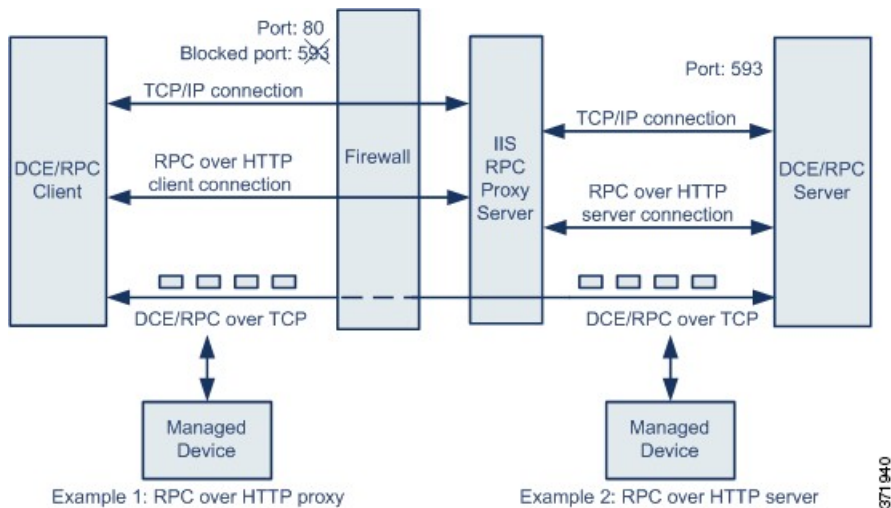 Port: 80
Blocked port: 593
Port: 593
TCP/IP connection
TCP/IP connection
DCE/RPC
Client
RPC over HTTP
client connection
Firewall
IIS
RPC
Proxy
Server
RPC over HTTP
server connection
DCE/RPC
Server
DCE/RPC over TCP
DCE/RPC over TCP
Managed
Device
Managed
Device
Example 1: RPC over HTTP proxy
Example 2: RPC over HTTP server
371940